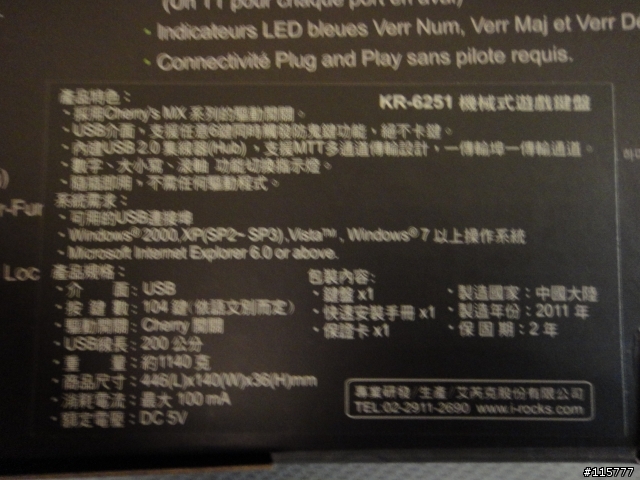 (Un TT pour chaque port en aval)
Indicateurs LED bleues Verr Num, Verr Maj et Verr Dé
Connectivité Plug and Play sans pilote requis.
r-Fur
Loc
KR-6251 機械式遊戲鍵盤
產品特色：
、採用Cherry's MX 系列的驅動開關。
、USB介面、支援任意6鍵同時觸發防鬼鍵功能、絕不卡鍵。
、內建USB 2.0 集線器(Hub) 、支援MTT多通道傳輸設計、一傳輸埠一傳輸通道。
、數字、大小寫、滾軸 功能切換指示燈。
、隨插即用、不需任何驅動程式。
系統需求：
、可用的USB連接埠
、Windows® 2000,XP(SP2~ SP3),Vista™ 、Windows® 7 以上操作系統
、Microsoft Internet Explorer 6.0 or above.
產品規格：
、介 面：USB
、按 鍵 數：104 鍵 (依語文別而定)
、驅動開關：Cherry 開關
、USB線長：200 公分
、重 量：約1140 克
、商品尺寸：446(L)x140(W)x36(H)mm
、消耗電流：最大 100 mA
、額定電壓：DC 5V
包裝內容:
、鍵盤 x1
、快速安裝手冊 x1
、保證卡 x1
、製造國家：中國大陸
、製造年份：2011 年
、保 固 期：2 年
專業研發/生產/艾芮克股份有限公司
TEL:02-2911-2690 www.i-rocks.com
#115777